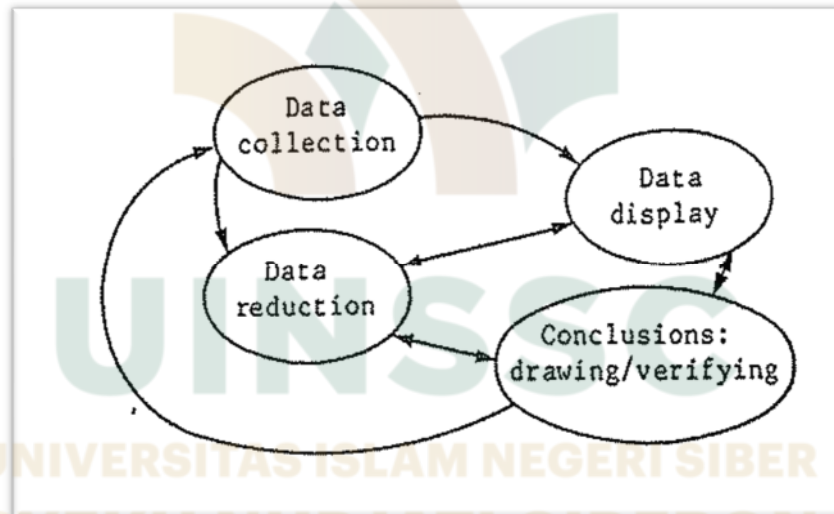 Data
collection
Data
display
Data
reduction
Conclusions:
drawing/verifying
UINSSC
UNIVERSITAS ISLAM NEGERI SIBER